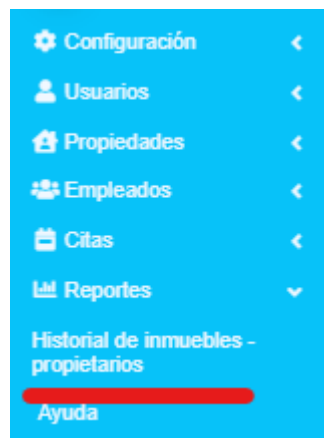 Configuración
Usuarios
Propiedades
Empleados
Citas
Reportes
Historial de inmuebles -
propietarios
Ayuda